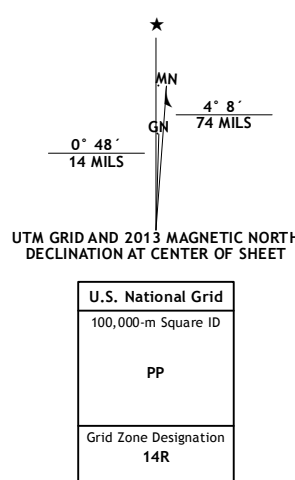 ★
MN
GN
4° 8´
74 MILS
0° 48´
14 MILS
UTM GRID AND 2013 MAGNETIC NORTH
DECLINATION AT CENTER OF SHEET
U.S. National Grid
100,000-m Square ID
PP
Grid Zone Designation
14R